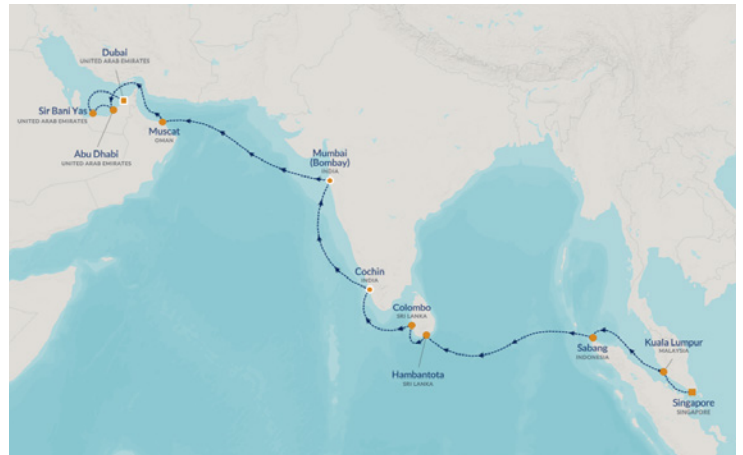 Dubai
UNITED ARAB EMIRATES
Sir Bani Yas
UNITED ARAB EMIRATES
Abu Dhabi
UNITED ARAB EMIRATES
Muscat
OMAN
Mumbai
(Bombay)
INDIA
Cochin
INDIA
Colombo
SRI LANKA
Hambantota
SRI LANKA
Sabang
INDONESIA
Kuala Lumpur
MALAYSIA
Singapore
SINGAPORE